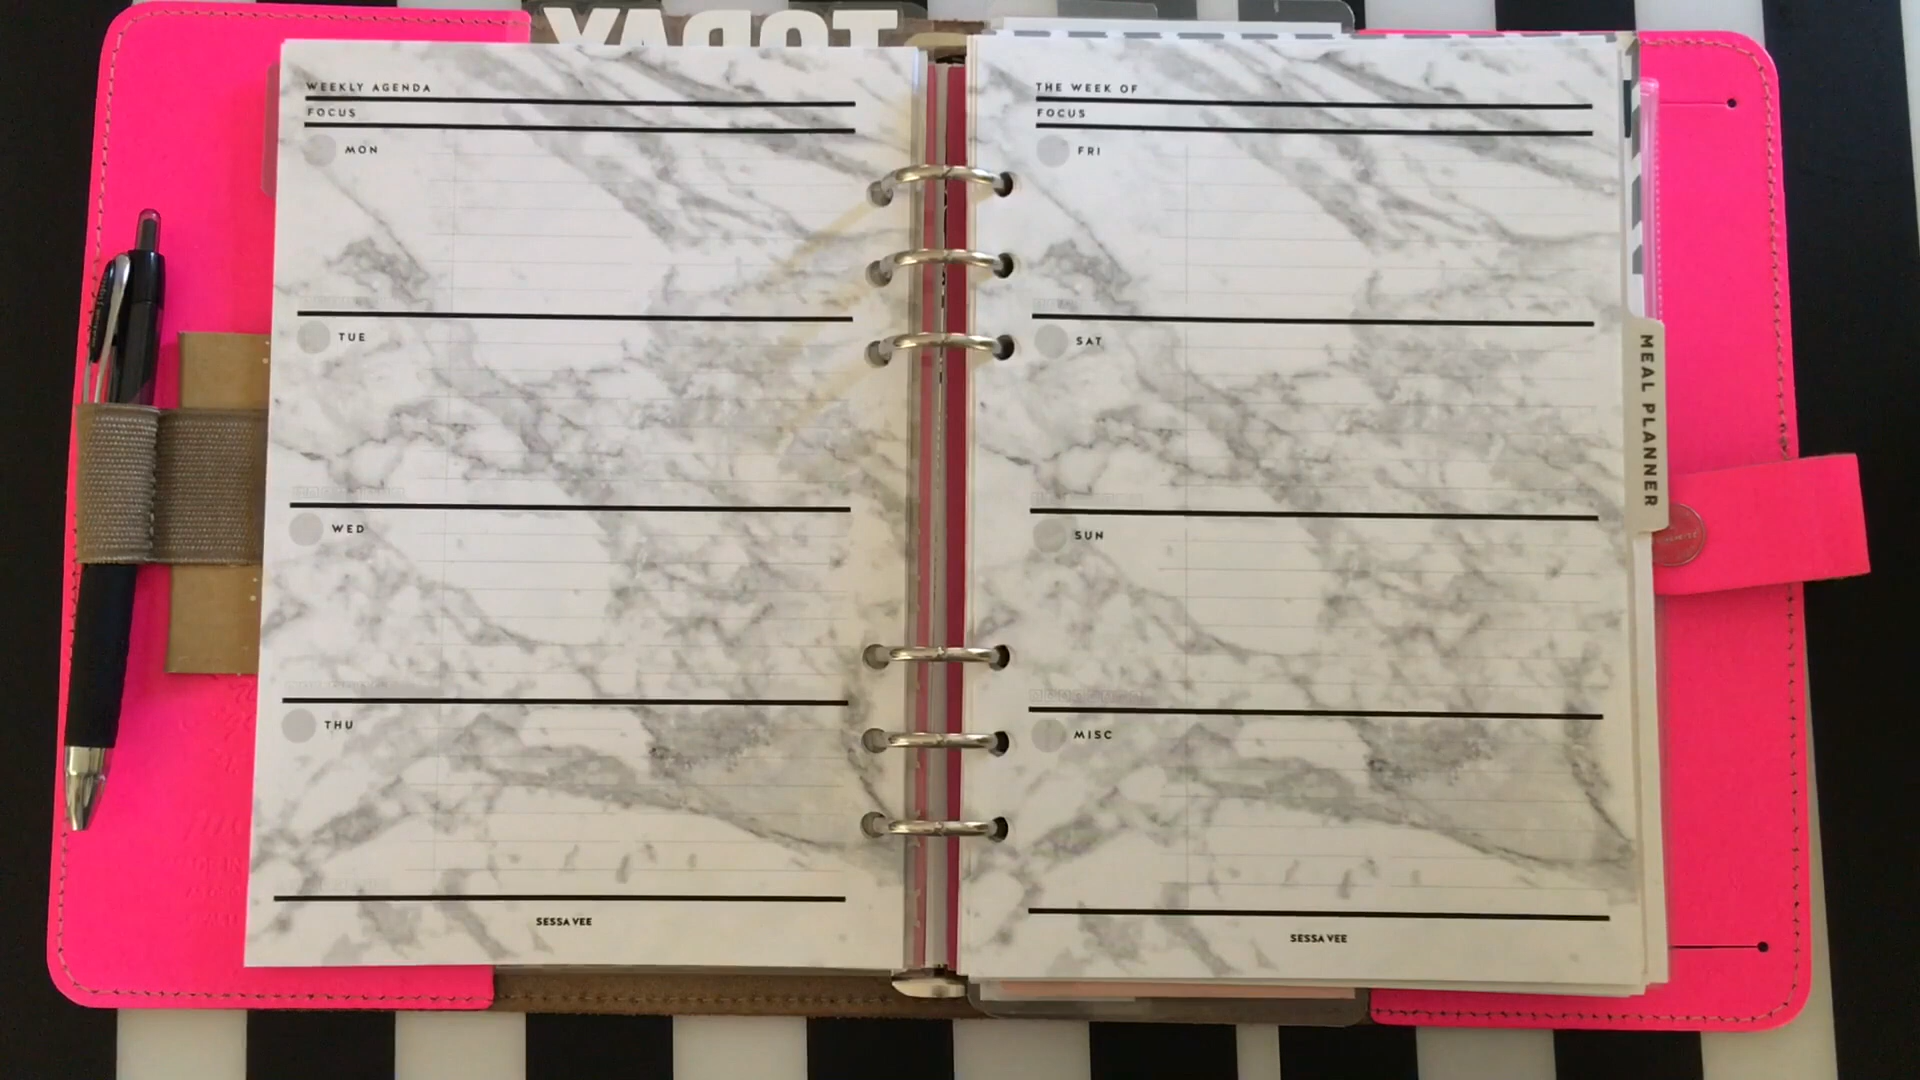 TODAY
WEEKLY AGENDA
FOCUS
MON
TUE
WED
THU
SESSA VEE
THE WEEK OF
FOCUS
FRI
SAT
SUN
MISC
SESSA VEE
MEAL PLANNER